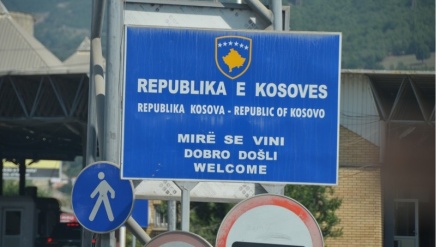 REPUBLIKA E KOSOVES
REPUBLIKA KOSOVA - REPUBLIC OF KOSOVO
MIRË SE VINI
DOBRO DOŠLI
WELCOME